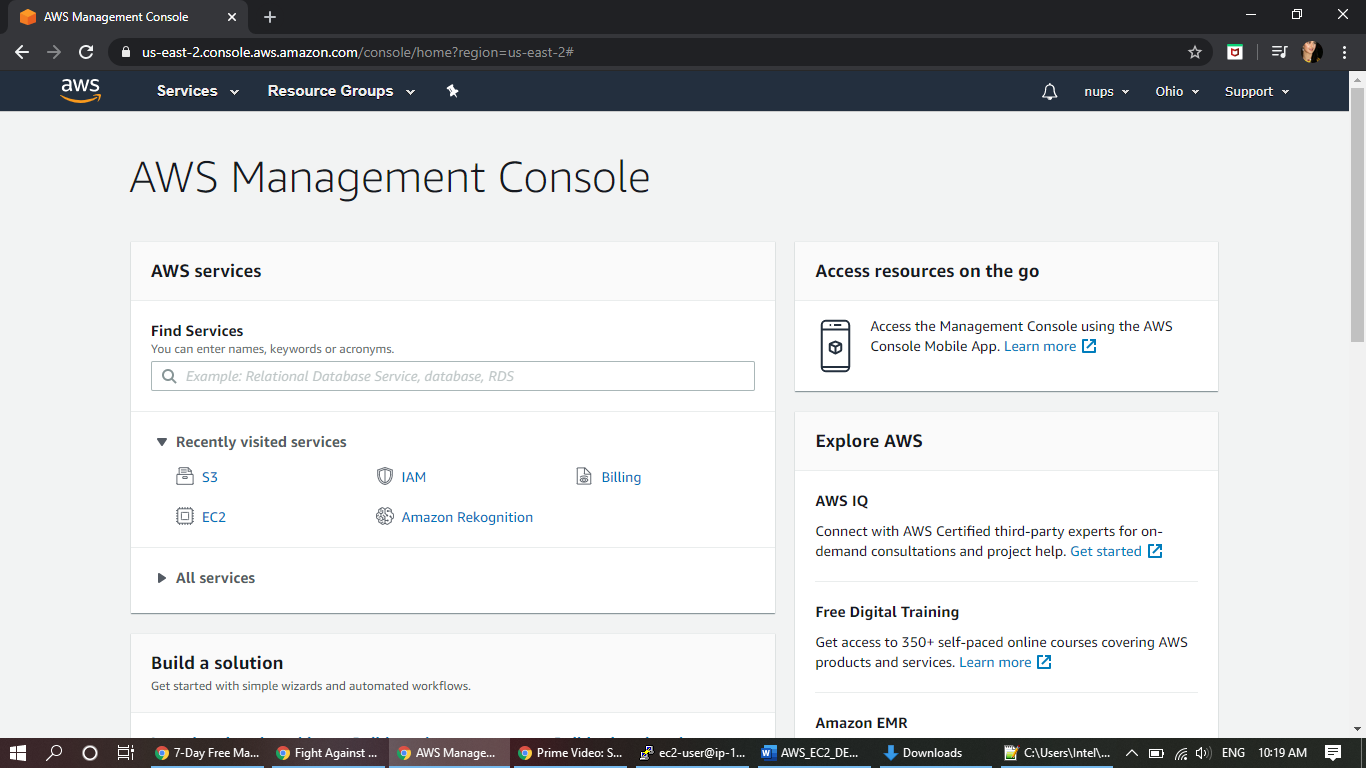 AWS Management Console
us-east-2.console.aws.amazon.com/console/home?region=us-east-2#
aws
Services
Resource Groups
nups
Ohio
Support
AWS Management Console
AWS services
Find Services
You can enter names, keywords or acronyms.
Example: Relational Database Service, database, RDS
Recently visited services
S3
IAM
Billing
EC2
Amazon Rekognition
All services
Build a solution
Get started with simple wizards and automated workflows.
Access resources on the go
Access the Management Console using the AWS
Console Mobile App. Learn more
Explore AWS
AWS IQ
Connect with AWS Certified third-party experts for on-
demand consultations and project help. Get started
Free Digital Training
Get access to 350+ self-paced online courses covering AWS
products and services. Learn more
Amazon EMR
7-Day Free Ma...
Fight Against ...
AWS Manage...
Prime Video: S...
ec2-user@ip-1...
AWS_EC2_DE...
Downloads
C:\Users\Intel\...
ENG
10:19 AM